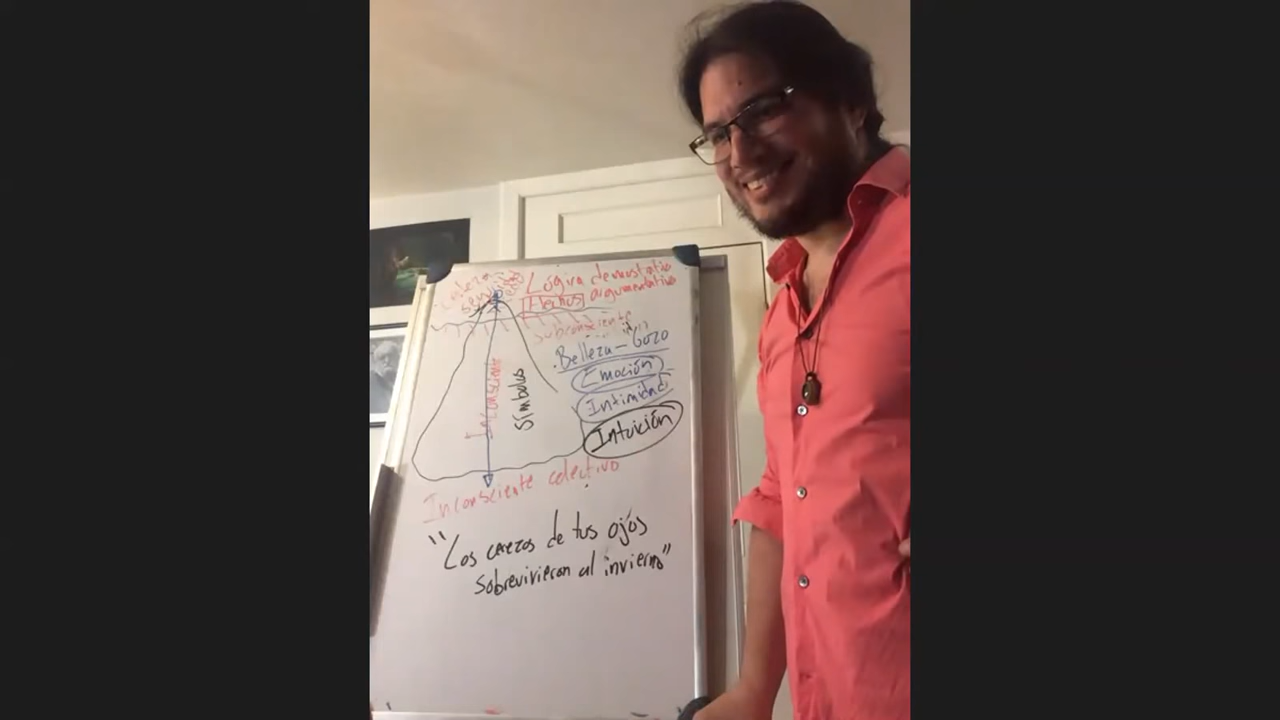 Lógica demostrativa
Hechos argumentativa
Subconsciente
Belleza - Gozo
Emoción
Intimidad
Intuición
Inconsciente
Símbolos
Inconsciente colectivo
"Los cerezos de tus ojos
sobrevivieron al invierno"